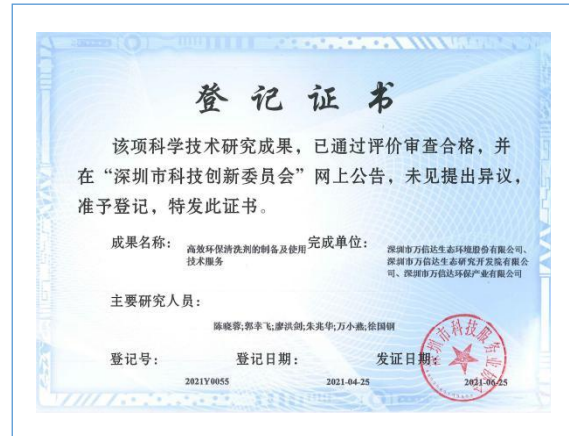 登记证书
该项科学技术研究成果，已通过评价审查合格，并
在“深圳市科技创新委员会”网上公告，未见提出异议，
准予登记，特发此证书。
成果名称： 高效环保清洗剂的制备及使用
技术服务
完成单位： 深圳市万信达生态环境股份有限公司、
深圳市万信达生态研究开发院有限公
司、深圳市万信达环保产业有限公司
主要研究人员：
陈晓蓉;郭幸飞;廖洪剑;朱兆华;万小燕;徐国钢
登记号： 登记日期： 发证日期：
2021Y0055 2021-04-25 2021-06-25
深圳市科技服务业协会